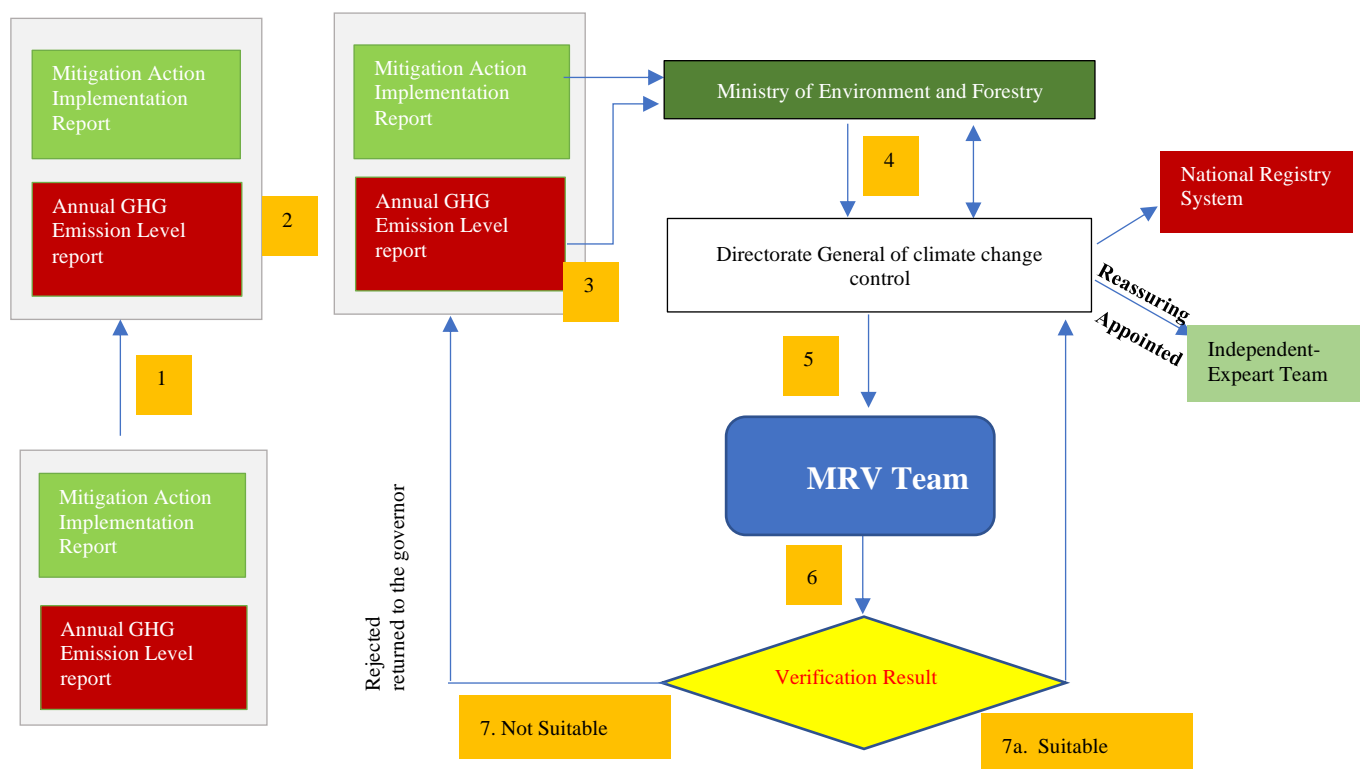 Mitigation Action
Implementation
Report
Annual GHG
Emission Level
report
2
1
Mitigation Action
Implementation
Report
Annual GHG
Emission Level
report
Mitigation Action
Implementation
Report
Annual GHG
Emission Level
report
3
Ministry of Environment and Forestry
4
Directorate General of climate change
control
National Registry
System
Reassuring
Appointed
Independent-
Expeart Team
5
MRV Team
6
Rejected
returned to the governor
Verification Result
7. Not Suitable
7a. Suitable